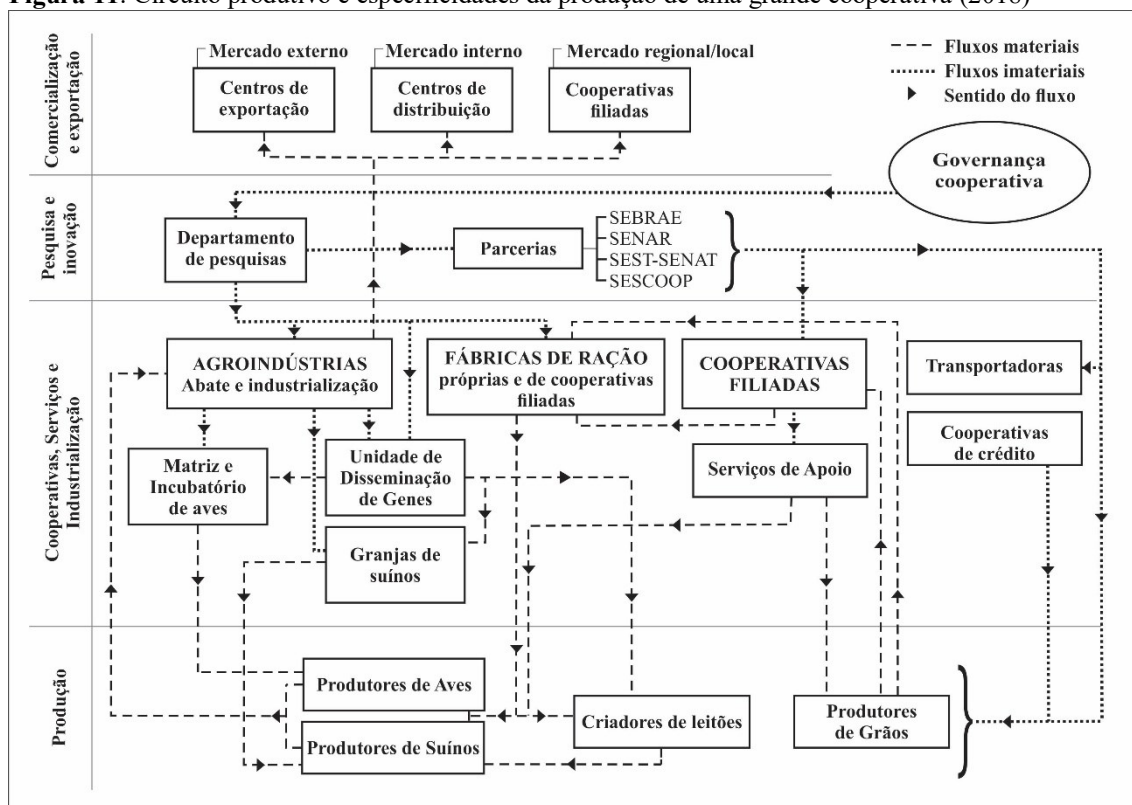 Figura 11: Circuito produtivo e especificidades da produção de uma grande cooperativa (2018)
Comercialização
e exportação
Mercado externo
Centros de
exportação
Mercado interno
Centros de
distribuição
Mercado regional/local
Cooperativas
filiadas
Fluxos materiais
Fluxos imateriais
Sentido do fluxo
Governança
cooperativa
Pesquisa e
inovação
Departamento
de pesquisas
Parcerias
SEBRAE
SENAR
SEST-SENAT
SESCOOP
Cooperativas, Serviços e
Industrialização
AGROINDÚSTRIAS
Abate e industrialização
FÁBRICAS DE RAÇÃO
próprias e de cooperativas
filiadas
COOPERATIVAS
FILIADAS
Transportadoras
Matriz e
Incubatório
de aves
Unidade de
Disseminação
de Genes
Serviços de Apoio
Cooperativas
de crédito
Granjas de
suínos
Produção
Produtores de Aves
Produtores de Suínos
Criadores de leitões
Produtores
de Grãos